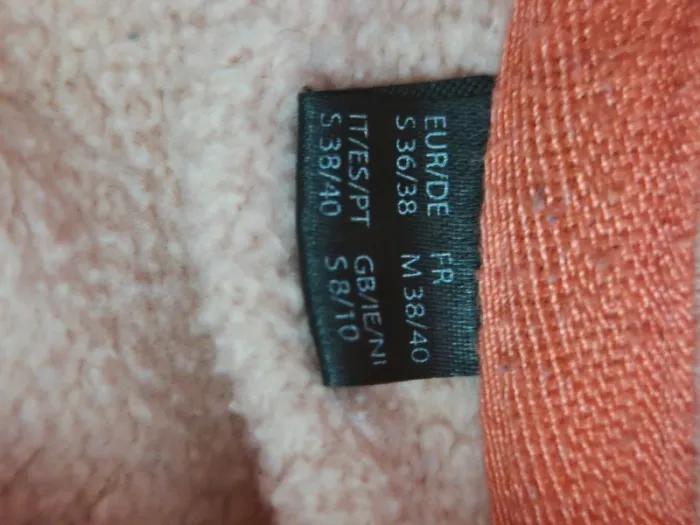 EUR/DE FR
S 36/38 M 38/40
IT/ES/PT GB/IE/NI
S 38/40 S 8/10